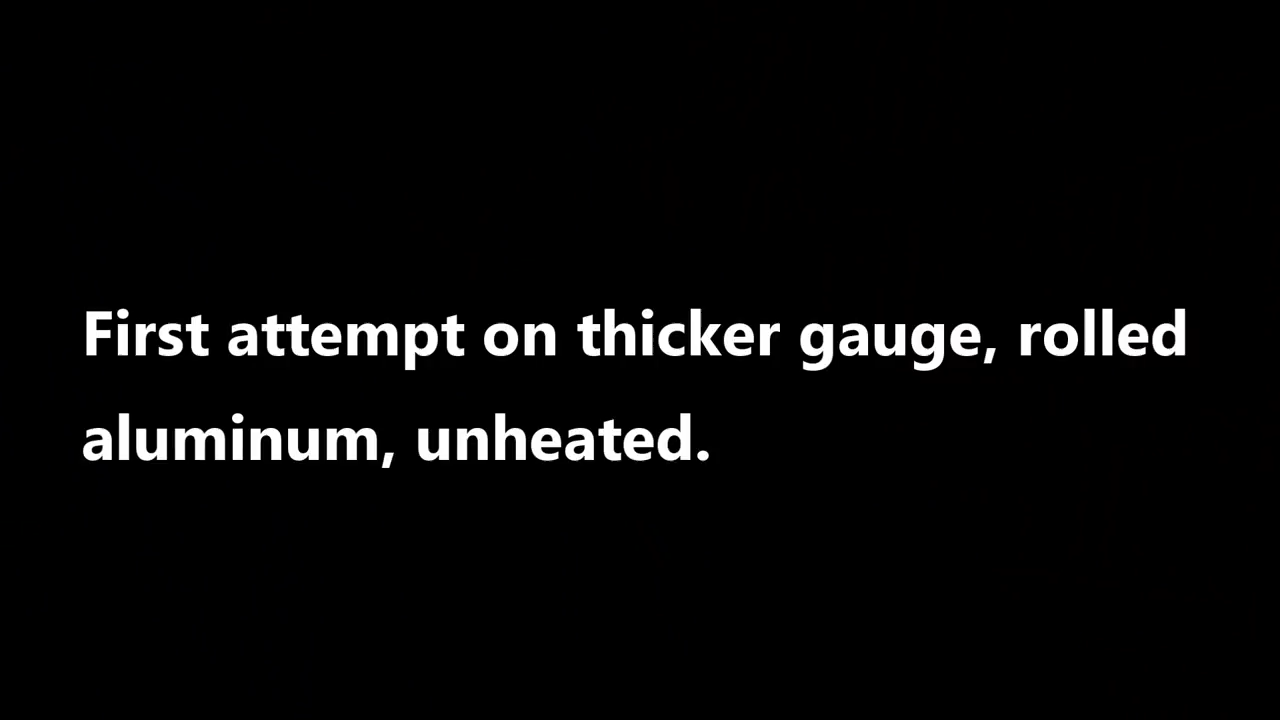 First attempt on thicker gauge, rolled
aluminum, unheated.